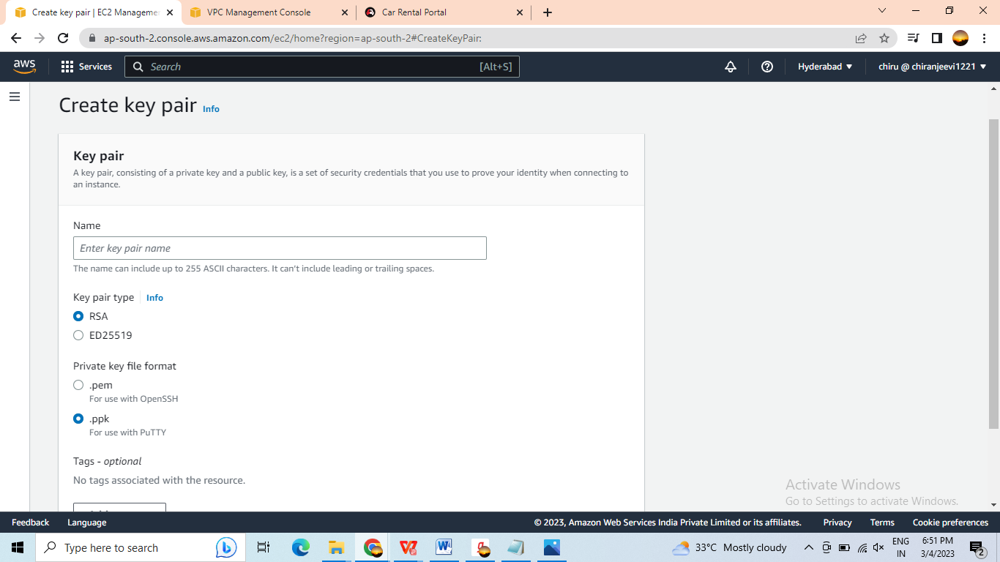 Create key pair | EC2 Managemen
VPC Management Console
Car Rental Portal
ap-south-2.console.aws.amazon.com/ec2/home?region=ap-south-2#CreateKeyPair:
aws
Services
Search
[Alt+S]
Hyderabad
chiru @ chiranjeevi1221
Create key pair Info
Key pair
A key pair, consisting of a private key and a public key, is a set of security credentials that you use to prove your identity when connecting to
an instance.
Name
Enter key pair name
The name can include up to 255 ASCII characters. It can't include leading or trailing spaces.
Key pair type Info
RSA
ED25519
Private key file format
.pem
For use with OpenSSH
.ppk
For use with PuTTY
Tags - optional
No tags associated with the resource.
Activate Windows
Go to Settings to activate Windows.
Feedback
Language
© 2023, Amazon Web Services India Private Limited or its affiliates.
Privacy
Terms
Cookie preferences
Type here to search
33°C Mostly cloudy
ENG
IN
6:51 PM
3/4/2023
2